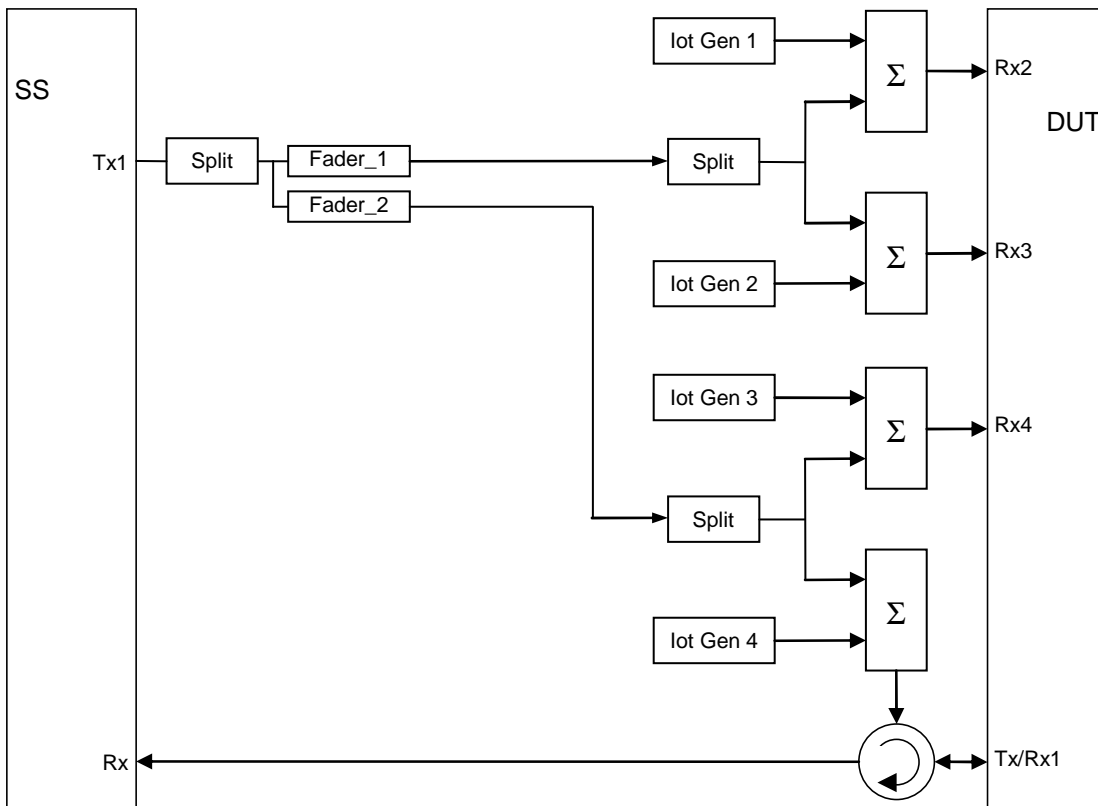 Iot Gen 1
Σ
Rx2
SS
DUT
Tx1
Split
Fader_1
Split
Fader_2
Iot Gen 2
Σ
Rx3
Iot Gen 3
Σ
Rx4
Split
Iot Gen 4
Σ
Rx
Tx/Rx1